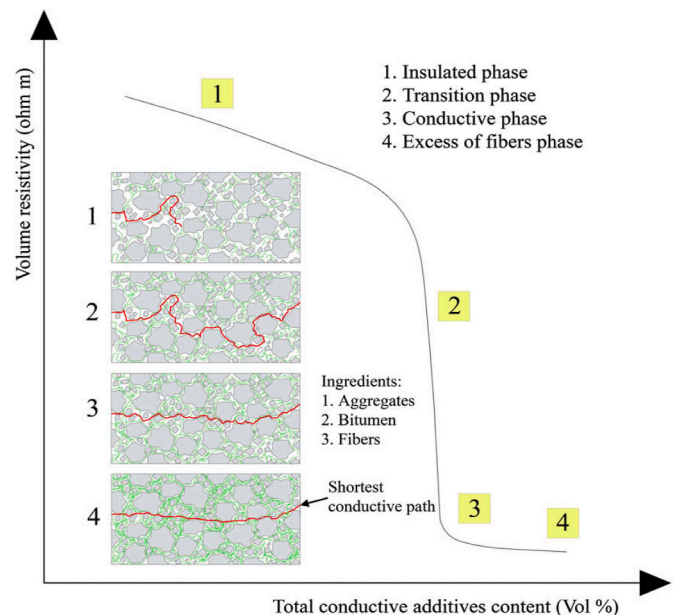 Volume resistivity (ohm m)
1
1. Insulated phase
2. Transition phase
3. Conductive phase
4. Excess of fibers phase
1
2
2
3
Ingredients:
1. Aggregates
2. Bitumen
3. Fibers
4
Shortest
conductive path
3
4
Total conductive additives content (Vol %)